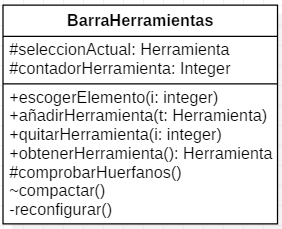 BarraHerramientas
#seleccionActual: Herramienta
#contadorHerramienta: Integer
+escogerElemento(i: integer)
+añadirHerramienta(t: Herramienta)
+quitarHerramienta(i: integer)
+obtenerHerramienta(): Herramienta
#comprobarHuerfanos()
~compactar()
-reconfigurar()